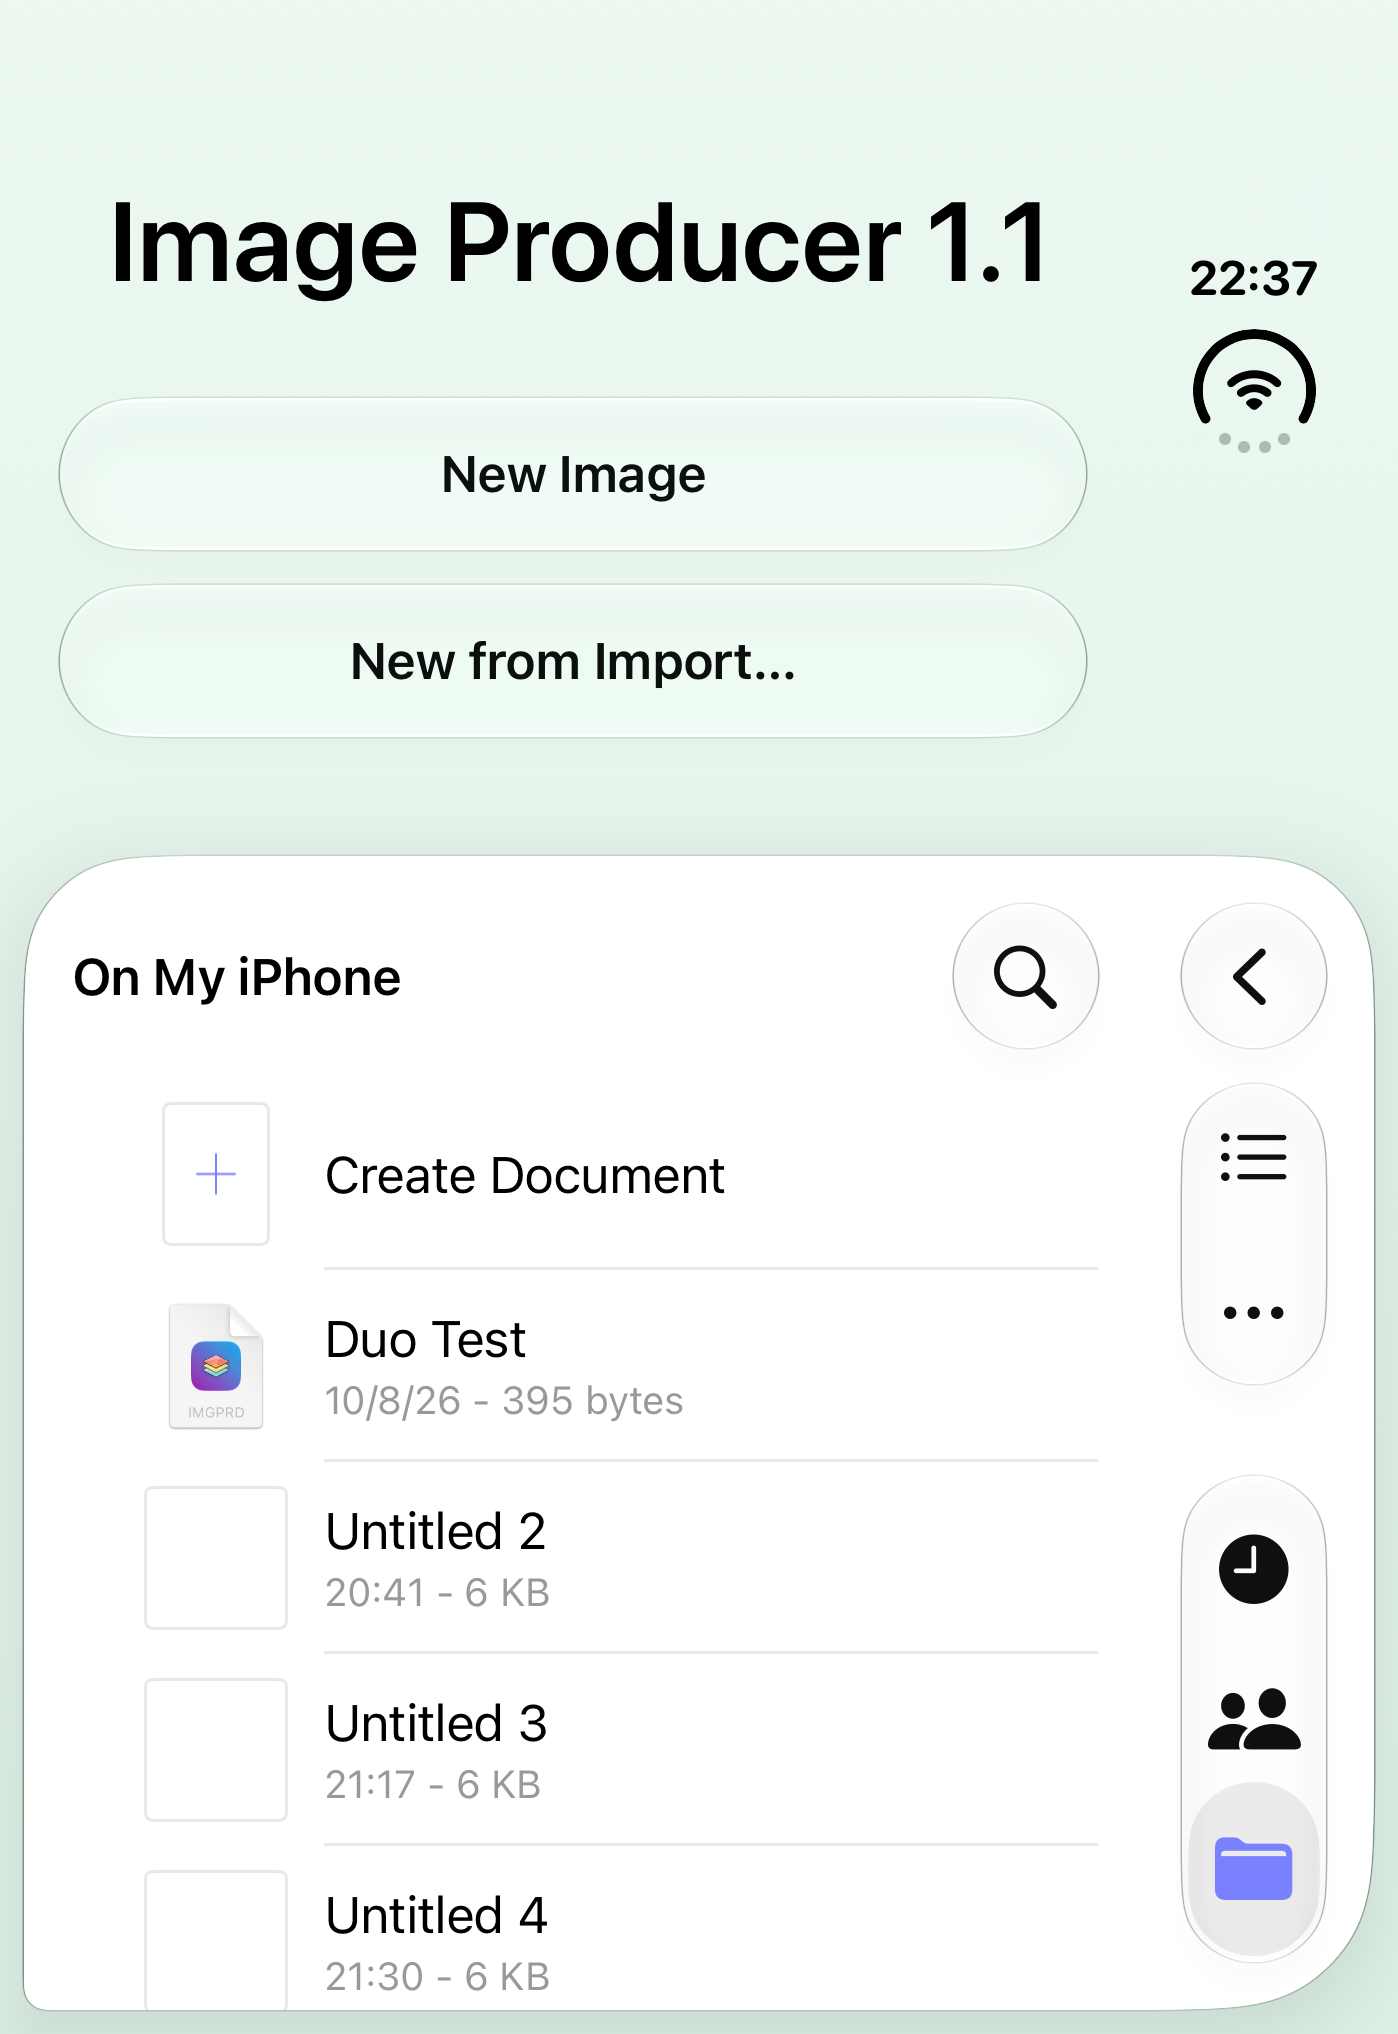 Image Producer 1.1
22:37
New Image
New from Import...
On My iPhone
Create Document
Duo Test
10/8/26 - 395 bytes
IMGPRD
Untitled 2
20:41 - 6 KB
Untitled 3
21:17 - 6 KB
Untitled 4
21:30 - 6 KB